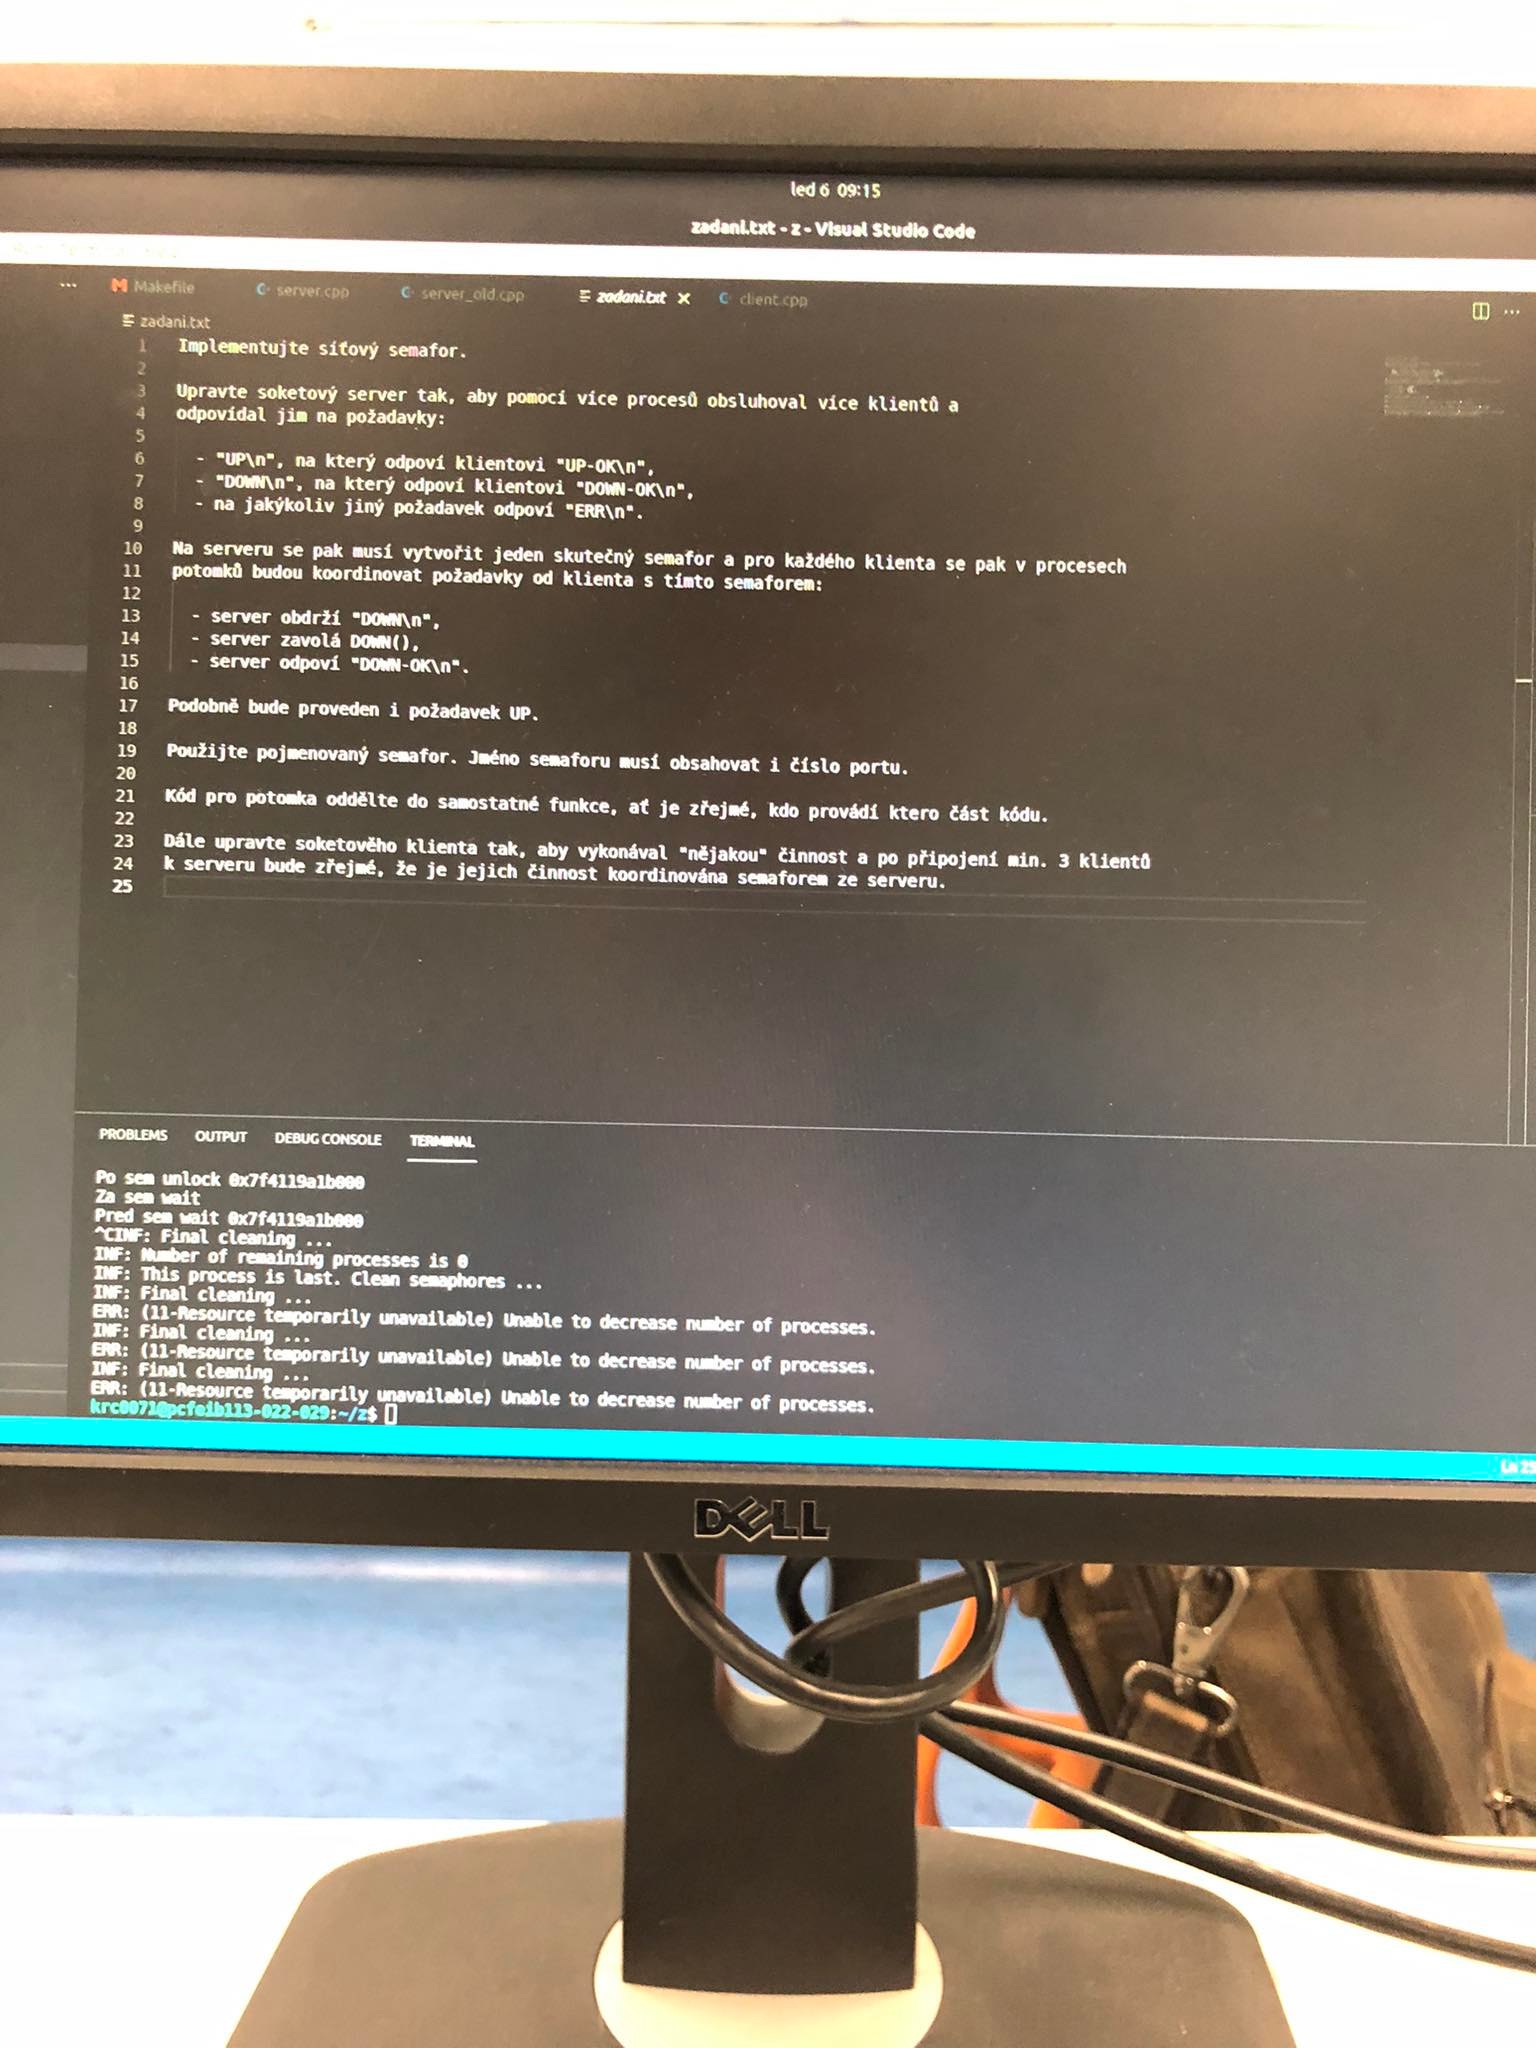 led 6 09:15
zadani.txt - z - Visual Studio Code
Makefile
server.cpp
server_old.cpp
zadani.txt
client.cpp
zadani.txt
1 Implementujte síťový semafor.
2
3 Upravte soketový server tak, aby pomocí více procesů obsluhoval více klientů a
4 odpovídal jim na požadavky:
5
6 - "UP\n", na který odpoví klientovi "UP-OK\n",
7 - "DOWN\n", na který odpoví klientovi "DOWN-OK\n",
8 - na jakýkoliv jiný požadavek odpoví "ERR\n".
9
10 Na serveru se pak musí vytvořit jeden skutečný semafor a pro každého klienta se pak v procesech
11 potomků budou koordinovat požadavky od klienta s tímto semaforem:
12
13 - server obdrží "DOWN\n",
14 - server zavolá DOWN(),
15 - server odpoví "DOWN-OK\n".
16
17 Podobně bude proveden i požadavek UP.
18
19 Použijte pojmenovaný semafor. Jméno semaforu musí obsahovat i číslo portu.
20
21 Kód pro potomka oddělte do samostatné funkce, ať je zřejmé, kdo provádí ktero část kódu.
22
23 Dále upravte soketového klienta tak, aby vykonával "nějakou" činnost a po připojení min. 3 klientů
24 k serveru bude zřejmé, že je jejich činnost koordinována semaforem ze serveru.
25
PROBLEMS OUTPUT DEBUG CONSOLE TERMINAL
Po sem unlock 0x7f4119a1b000
Za sem wait
Pred sem wait 0x7f4119a1b000
^CINF: Final cleaning ...
INF: Number of remaining processes is 0
INF: This process is last. Clean semaphores ...
INF: Final cleaning ...
ERR: (11-Resource temporarily unavailable) Unable to decrease number of processes.
INF: Final cleaning ...
ERR: (11-Resource temporarily unavailable) Unable to decrease number of processes.
INF: Final cleaning ...
ERR: (11-Resource temporarily unavailable) Unable to decrease number of processes.
krc0071@pcfeib113-022-029:~/z$
Ln 25
DELL